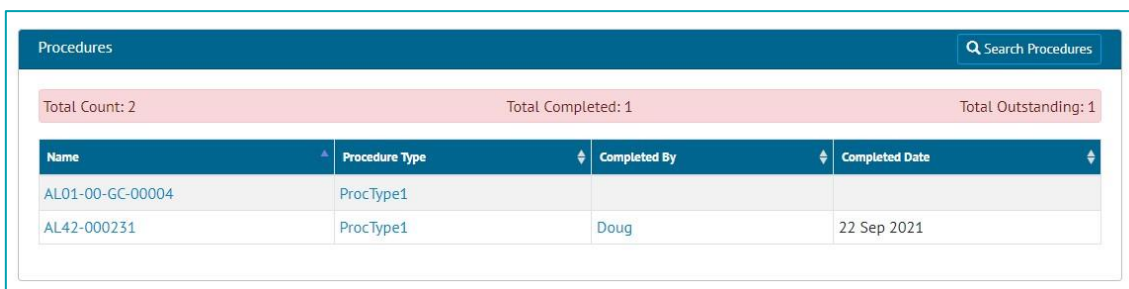 Procedures Search Procedures
Total Count: 2 Total Completed: 1 Total Outstanding: 1
Name Procedure Type Completed By Completed Date
AL01-00-GC-00004 ProcType1
AL42-000231 ProcType1 Doug 22 Sep 2021